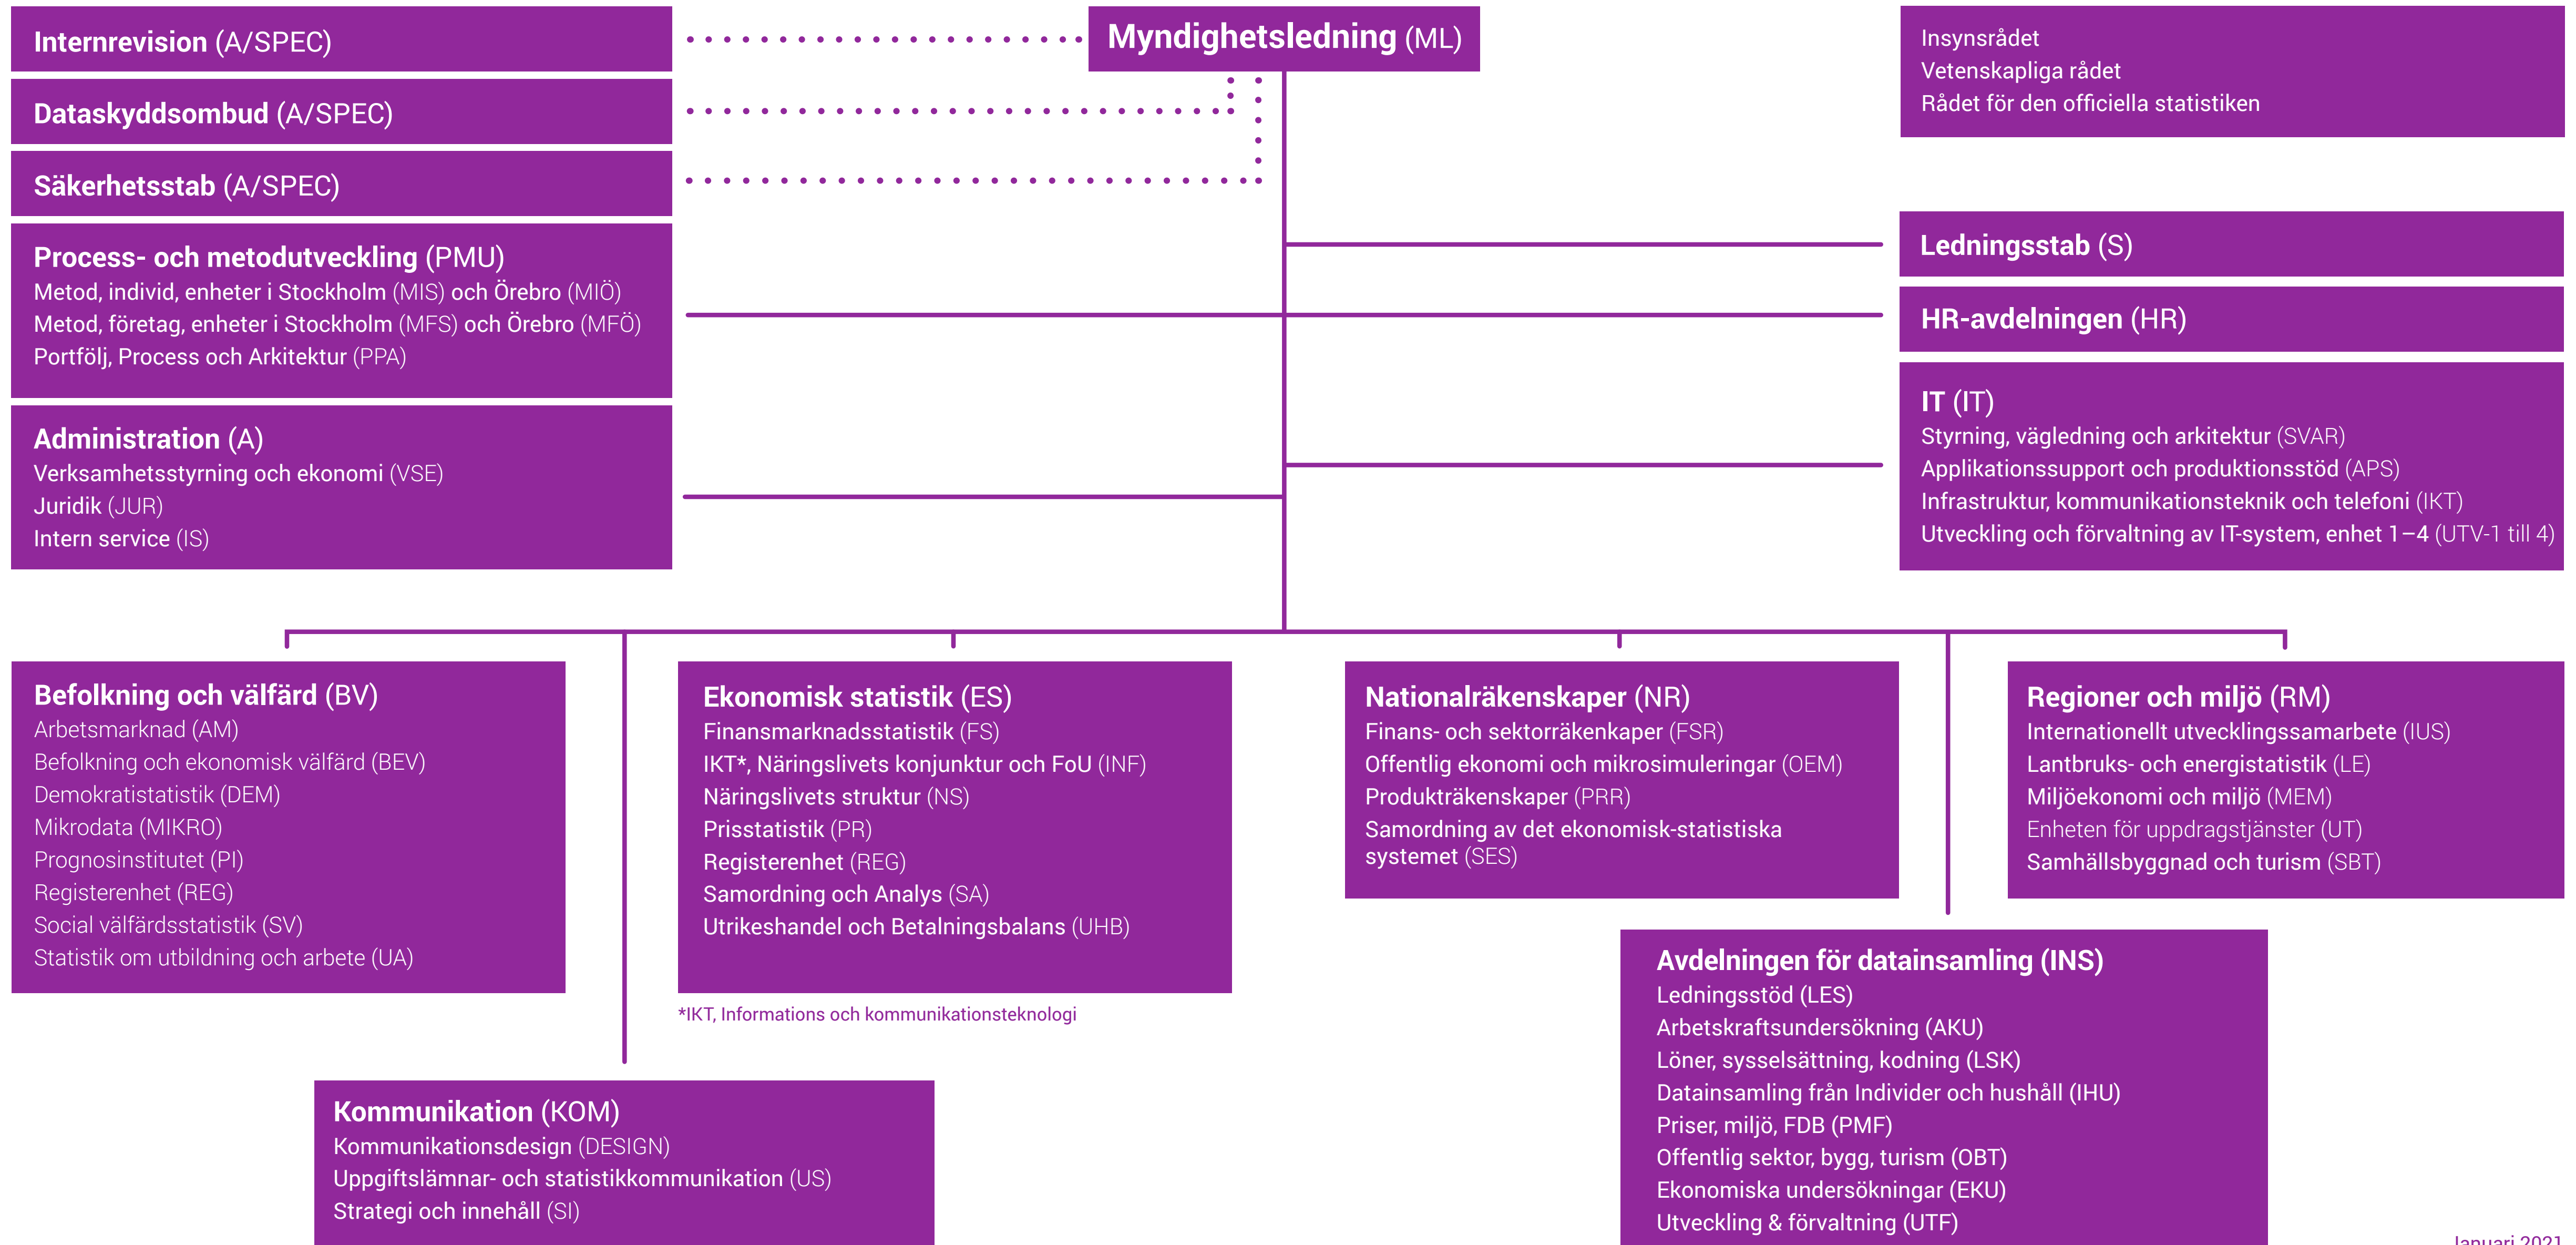 Internrevision (A/SPEC)
Dataskyddsombud (A/SPEC)
Säkerhetsstab (A/SPEC)
Process- och metodutveckling (PMU)
Metod, individ, enheter i Stockholm (MIS) och Örebro (MIÖ)
Metod, företag, enheter i Stockholm (MFS) och Örebro (MFÖ)
Portfölj, Process och Arkitektur (PPA)
Administration (A)
Verksamhetsstyrning och ekonomi (VSE)
Juridik (JUR)
Intern service (IS)
Myndighetsledning (ML)
Insynsrådet
Vetenskapliga rådet
Rådet för den officiella statistiken
Ledningsstab (S)
HR-avdelningen (HR)
IT (IT)
Styrning, vägledning och arkitektur (SVAR)
Applikationssupport och produktionsstöd (APS)
Infrastruktur, kommunikationsteknik och telefoni (IKT)
Utveckling och förvaltning av IT-system, enhet 1–4 (UTV-1 till 4)
Befolkning och välfärd (BV)
Arbetsmarknad (AM)
Befolkning och ekonomisk välfärd (BEV)
Demokratistatistik (DEM)
Mikrodata (MIKRO)
Prognosinstitutet (PI)
Registerenhet (REG)
Social välfärdsstatistik (SV)
Statistik om utbildning och arbete (UA)
Ekonomisk statistik (ES)
Finansmarknadsstatistik (FS)
IKT*, Näringslivets konjunktur och FoU (INF)
Näringslivets struktur (NS)
Prisstatistik (PR)
Registerenhet (REG)
Samordning och Analys (SA)
Utrikeshandel och Betalningsbalans (UHB)
*IKT, Informations och kommunikationsteknologi
Nationalräkenskaper (NR)
Finans- och sektorräkenkaper (FSR)
Offentlig ekonomi och mikrosimuleringar (OEM)
Produkträkenskaper (PRR)
Samordning av det ekonomisk-statistiska
systemet (SES)
Regioner och miljö (RM)
Internationellt utvecklingssamarbete (IUS)
Lantbruks- och energistatistik (LE)
Miljöekonomi och miljö (MEM)
Enheten för uppdragstjänster (UT)
Samhällsbyggnad och turism (SBT)
Kommunikation (KOM)
Kommunikationsdesign (DESIGN)
Uppgiftslämnar- och statistikkommunikation (US)
Strategi och innehåll (SI)
Avdelningen för datainsamling (INS)
Ledningsstöd (LES)
Arbetskraftsundersökning (AKU)
Löner, sysselsättning, kodning (LSK)
Datainsamling från Individer och hushåll (IHU)
Priser, miljö, FDB (PMF)
Offentlig sektor, bygg, turism (OBT)
Ekonomiska undersökningar (EKU)
Utveckling & förvaltning (UTF)
Januari 2021